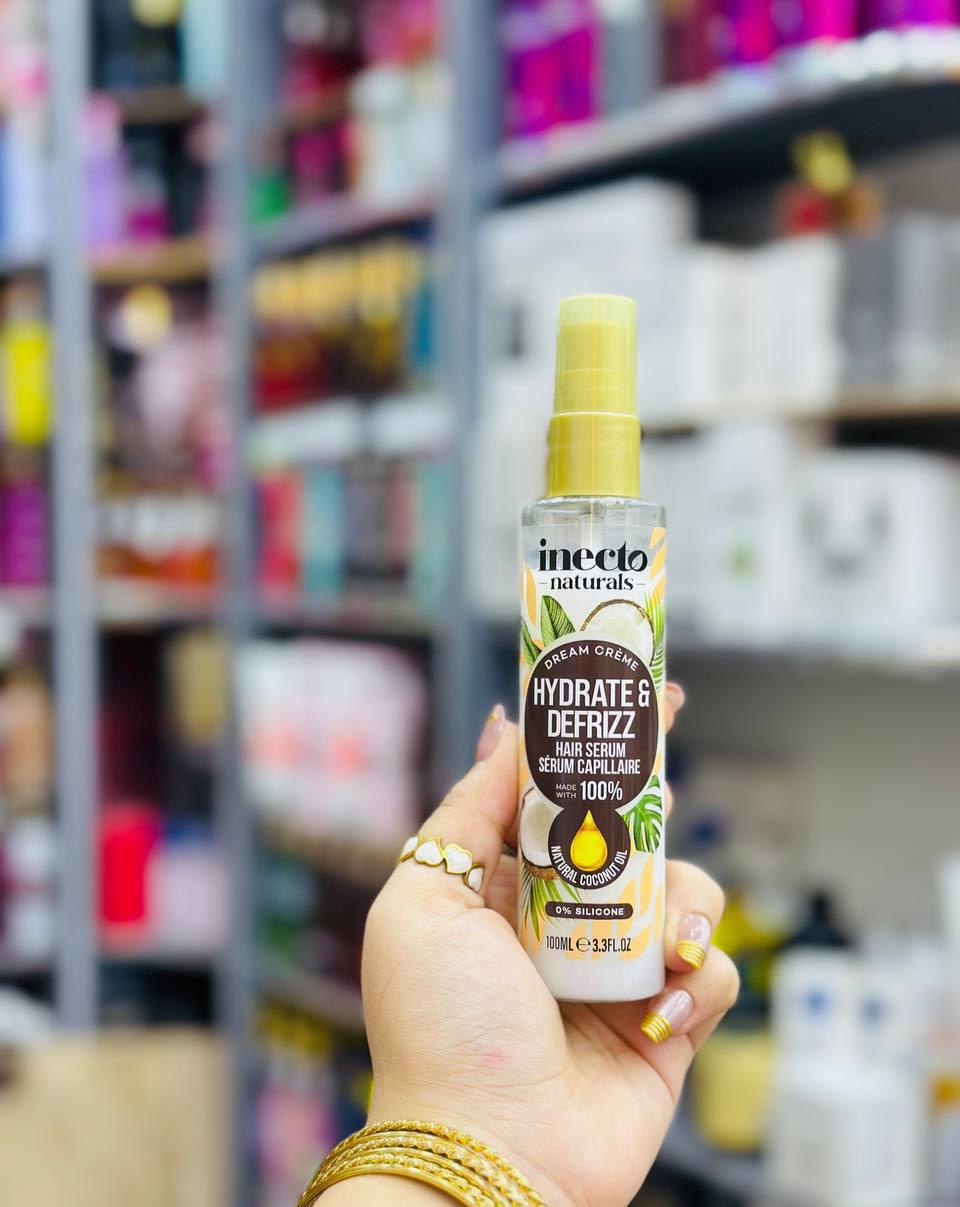 inecto
naturals
DREAM CRÈME
HYDRATE &
DEFRIZZ
HAIR SERUM
SÉRUM CAPILLAIRE
MADE
WITH 100%
NATURAL COCONUT OIL
0% SILICONE
100ML ℮ 3.3FL.OZ